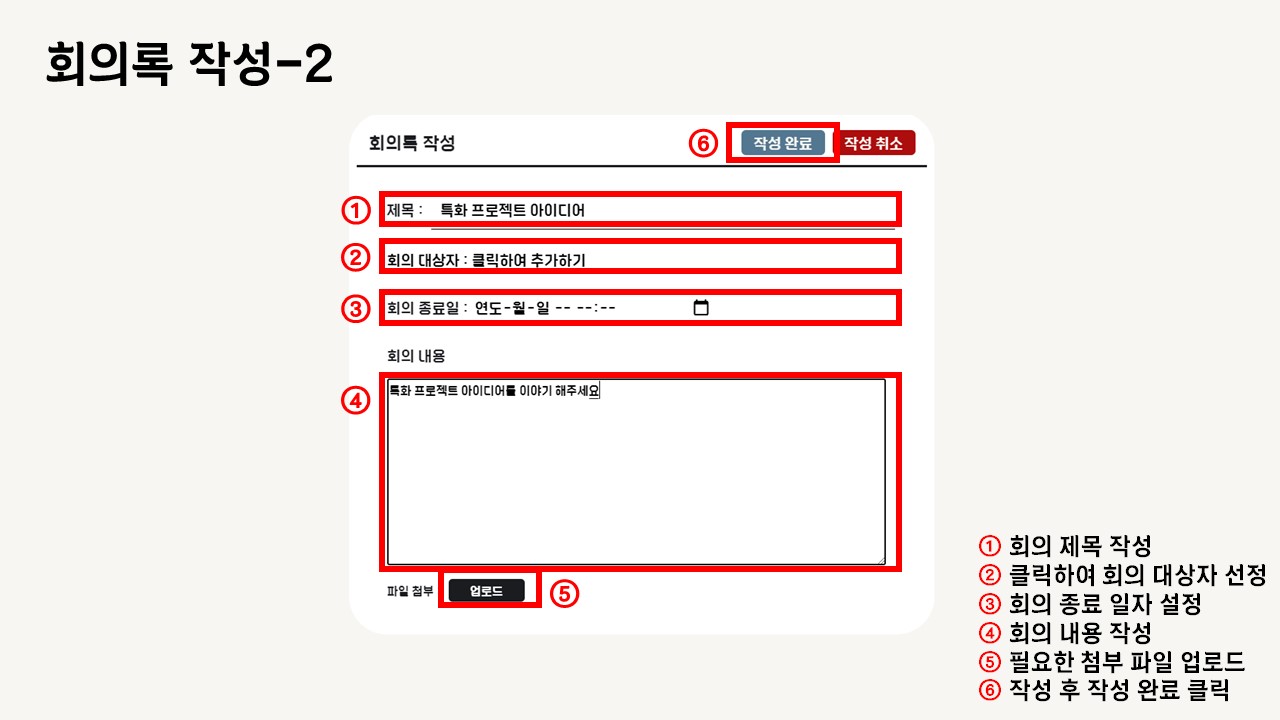 회의록 작성-2
회의록 작성
⑥ 작성 완료 작성 취소
① 제목 : 특화 프로젝트 아이디어
② 회의 대상자 : 클릭하여 추가하기
③ 회의 종료일 : 연도-월-일 -- --:--
회의 내용
④ 특화 프로젝트 아이디어를 이야기 해주세요
파일 첨부 업로드 ⑤
① 회의 제목 작성
② 클릭하여 회의 대상자 선정
③ 회의 종료 일자 설정
④ 회의 내용 작성
⑤ 필요한 첨부 파일 업로드
⑥ 작성 후 작성 완료 클릭